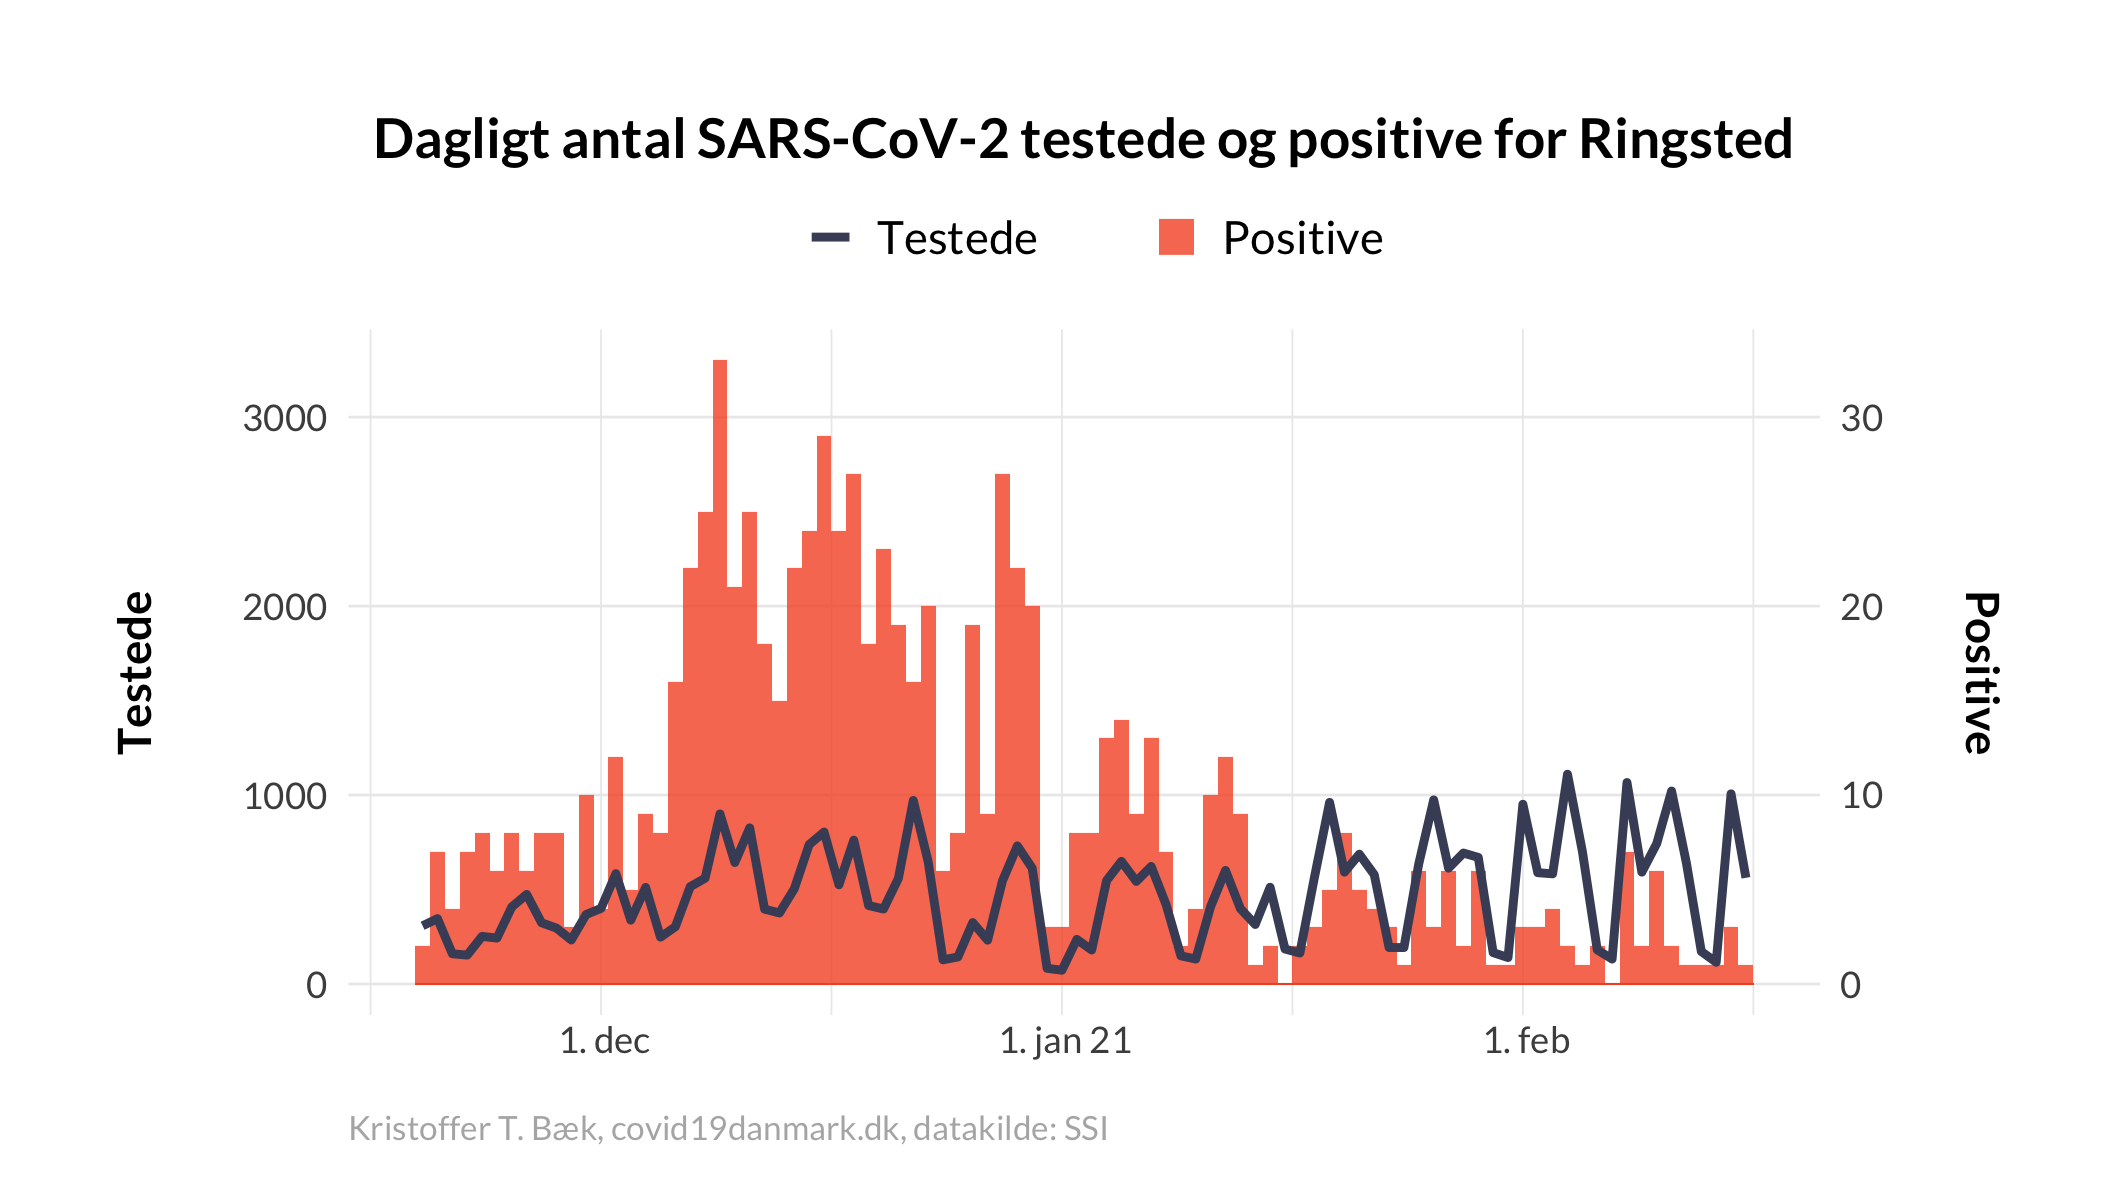 Dagligt antal SARS-CoV-2 testede og positive for Ringsted
Testede Positive
3000 30
2000 20
1000 10
0 0
Testede
Positive
1. dec 1. jan 21 1. feb
Kristoffer T. Bæk, covid19danmark.dk, datakilde: SSI